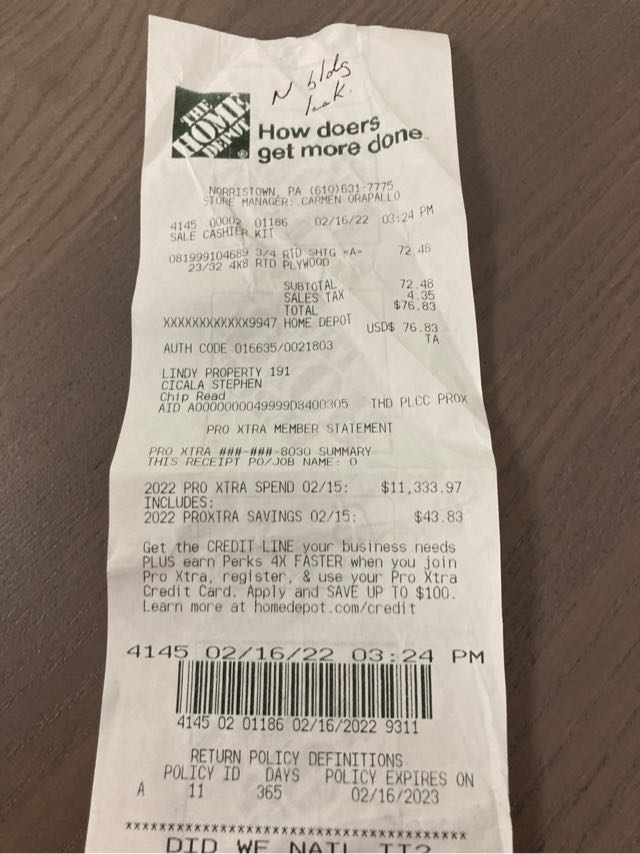 N bldg
leak.
THE
HOME
DEPOT
How doers
get more done
NORRISTOWN, PA (610)631-7775
STORE MANAGER: CARMEN ORAPALLO
4145 00002 01186 02/16/22 03:24 PM
SALE CASHIER KIT
081999104689 3/4 RTD SHTG <A> 72.48
23/32 4X8 RTD PLYWOOD
SUBTOTAL 72.48
SALES TAX 4.35
TOTAL $76.83
XXXXXXXXXXXX9947 HOME DEPOT
USD$ 76.83
AUTH CODE 016635/0021803 TA
LINDY PROPERTY 191
CICALA STEPHEN
Chip Read
AID A0000000049999D8400305 THD PLCC PROX
PRO XTRA MEMBER STATEMENT
PRO XTRA ###-###-8030 SUMMARY
THIS RECEIPT PO/JOB NAME: 0
2022 PRO XTRA SPEND 02/15: $11,333.97
INCLUDES:
2022 PROXTRA SAVINGS 02/15: $43.83
Get the CREDIT LINE your business needs
PLUS earn Perks 4X FASTER when you join
Pro Xtra, register, & use your Pro Xtra
Credit Card. Apply and SAVE UP TO $100.
Learn more at homedepot.com/credit
4145 02/16/22 03:24 PM
4145 02 01186 02/16/2022 9311
RETURN POLICY DEFINITIONS
POLICY ID DAYS POLICY EXPIRES ON
A 11 365 02/16/2023
****************************************
DID WE NAIL IT?